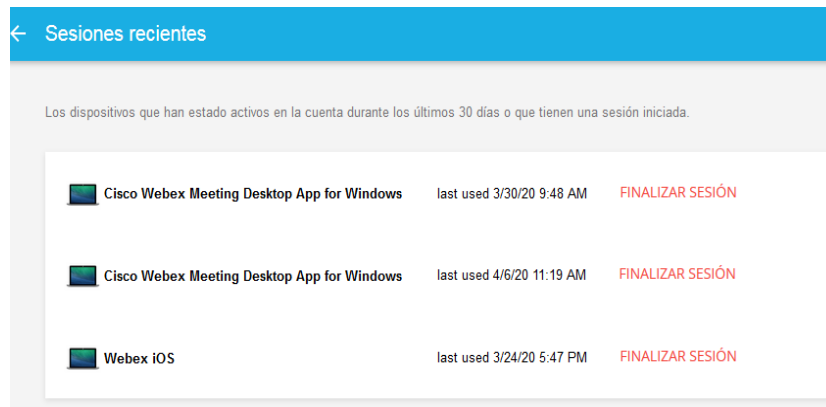 Sesiones recientes
Los dispositivos que han estado activos en la cuenta durante los últimos 30 días o que tienen una sesión iniciada.
Cisco Webex Meeting Desktop App for Windows last used 3/30/20 9:48 AM FINALIZAR SESIÓN
Cisco Webex Meeting Desktop App for Windows last used 4/6/20 11:19 AM FINALIZAR SESIÓN
Webex iOS last used 3/24/20 5:47 PM FINALIZAR SESIÓN